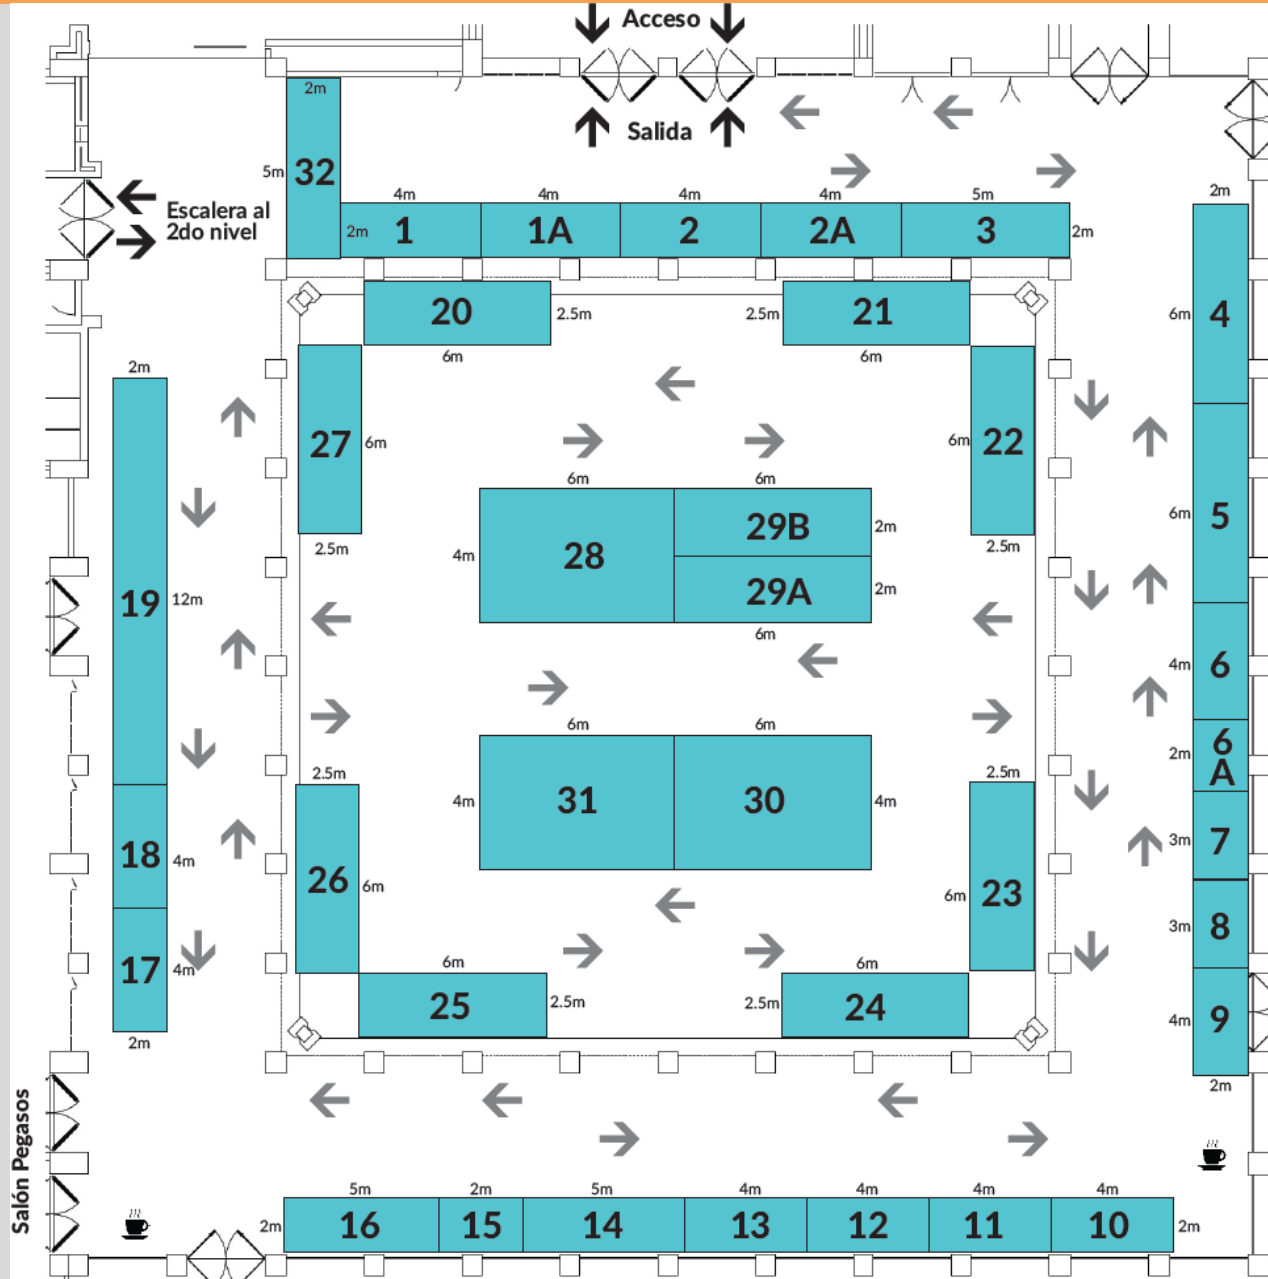 Acceso
Salida
Escalera al
2do nivel
2m
5m
32
4m
4m
4m
4m
5m
2m
1
1A
2
2A
3
2m
2m
6m
4
6m
5
4m
6
2m
6
A
3m
7
3m
8
4m
9
2m
20
2.5m
6m
2.5m
21
6m
27
6m
2.5m
6m
22
2.5m
6m
6m
4m
28
29B
2m
29A
2m
6m
6m
6m
4m
31
30
4m
2.5m
26
6m
2.5m
6m
23
6m
25
2.5m
6m
2.5m
24
2m
19
12m
18
4m
17
4m
2m
Salón Pegasos
5m
2m
5m
4m
4m
4m
4m
2m
16
15
14
13
12
11
10
2m